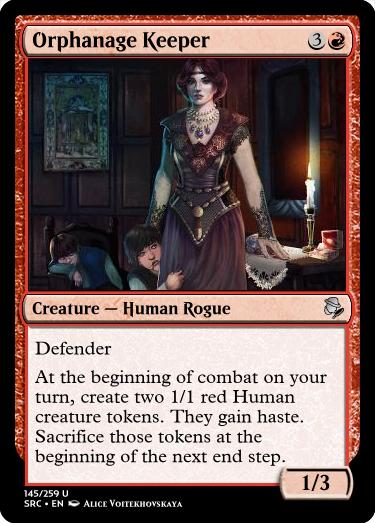 Orphanage Keeper 3
Creature — Human Rogue
Defender
At the beginning of combat on your
turn, create two 1/1 red Human
creature tokens. They gain haste.
Sacrifice those tokens at the
beginning of the next end step.
1/3
145/259 U
SRC • EN Alice Voitekhovskaya